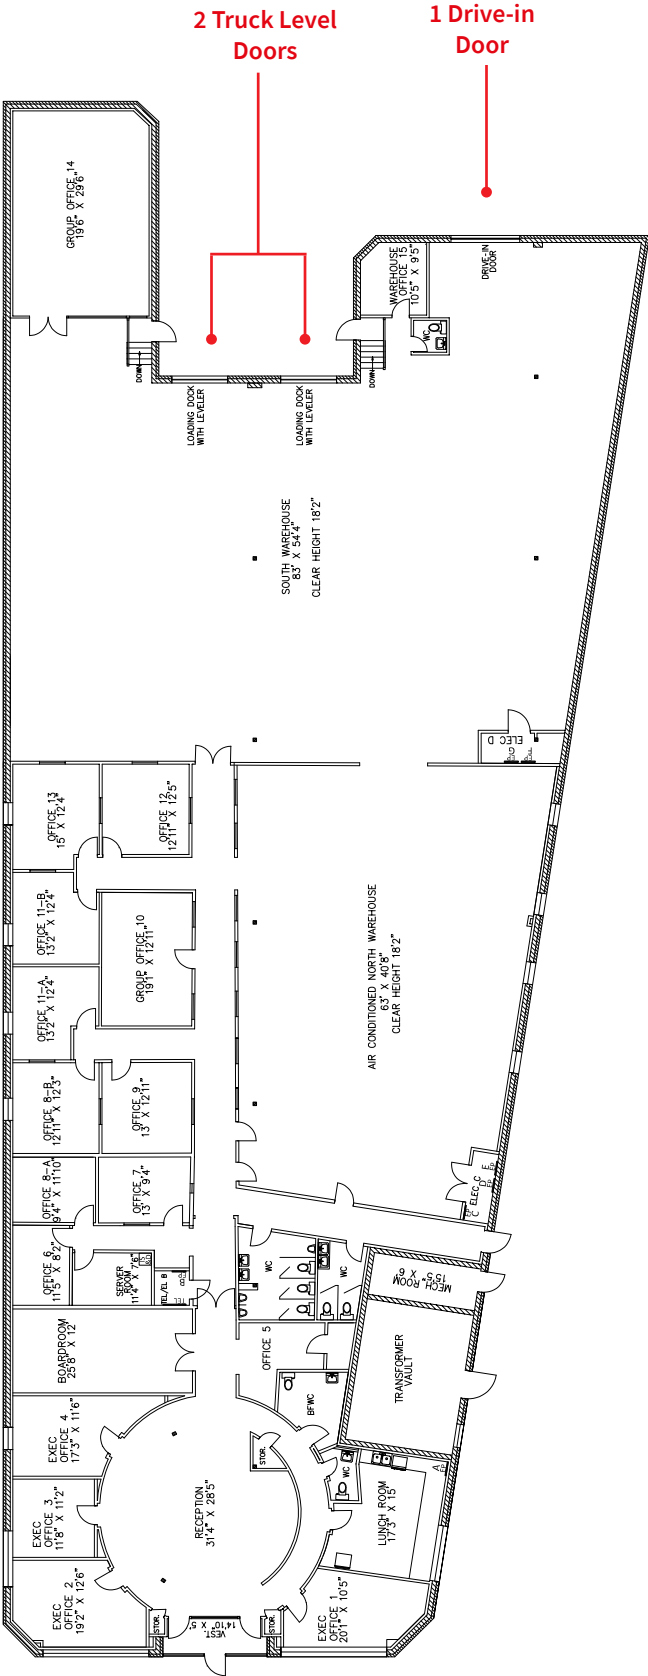 2 Truck Level
Doors
1 Drive-in
Door
GROUP OFFICE 14
19'6" X 29'6"
WAREHOUSE
OFFICE 15
10'5" X 9'5"
DRIVE-IN
DOOR
WC
DOWN
DOWN
LOADING DOCK
WITH LEVELER
LOADING DOCK
WITH LEVELER
SOUTH WAREHOUSE
83' X 54'4"
CLEAR HEIGHT 18'2"
ELEC D
OFFICE 13
15' X 12'4"
OFFICE 12
12'11" X 12'5"
OFFICE 11-B
13'2" X 12'4"
GROUP OFFICE 10
19'1" X 12'11"
AIR CONDITIONED NORTH WAREHOUSE
63' X 40'8"
CLEAR HEIGHT 18'2"
OFFICE 11-A
13'2" X 12'4"
OFFICE 8-B
12'11" X 12'3"
OFFICE 9
13' X 12'11"
OFFICE 8-A
9'4" X 11'10"
OFFICE 7
13' X 9'4"
ELEC C
OFFICE 6
11'5" X 8'2"
SERVER
ROOM
11'4" X 7'6"
TEL/EL B
TEL
WC
WC
MECH ROOM
15'5" X 6'
BOARDROOM
25'8" X 12'
OFFICE 5
TRANSFORMER
VAULT
EXEC
OFFICE 4
17'3" X 11'6"
BFWC
STOR.
WC
EXEC
OFFICE 3
11'8" X 11'2"
RECEPTION
31'4" X 28'5"
LUNCH ROOM
17'3" X 15'
EXEC
OFFICE 2
19'2" X 12'6"
STOR.
VEST.
14'10" X 5'
STOR.
EXEC
OFFICE 1
20'1" X 10'5"